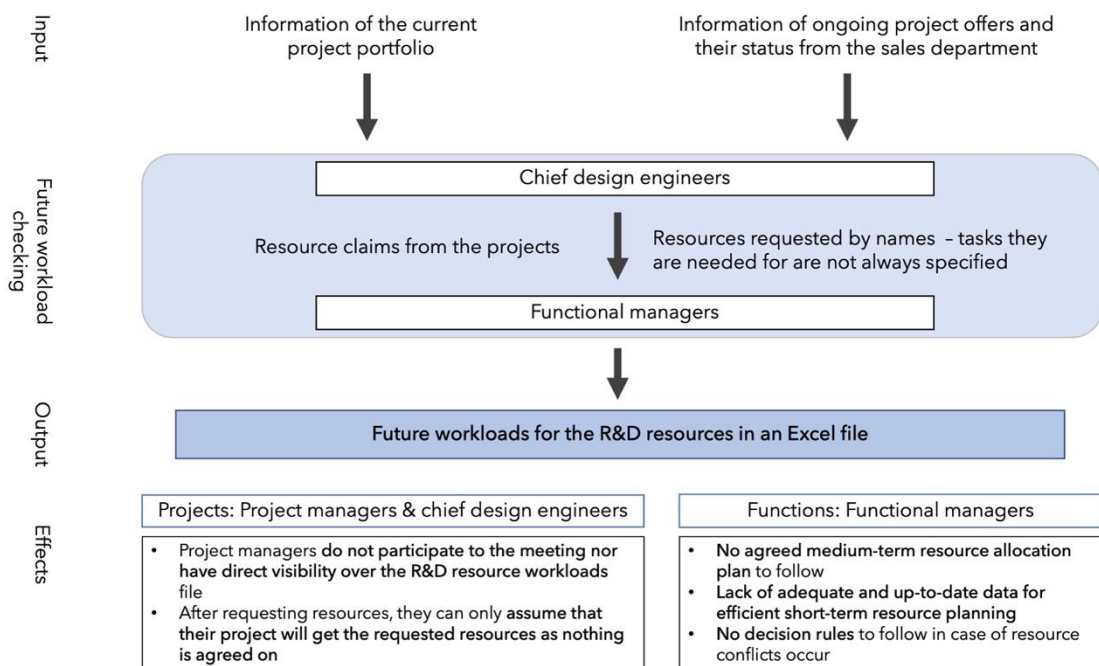 Input
Information of the current
project portfolio
Information of ongoing project offers and
their status from the sales department
Future workload
checking
Chief design engineers
Resource claims from the projects
Resources requested by names – tasks they
are needed for are not always specified
Functional managers
Output
Future workloads for the R&D resources in an Excel file
Effects
Projects: Project managers & chief design engineers
• Project managers do not participate to the meeting nor
have direct visibility over the R&D resource workloads
file
• After requesting resources, they can only assume that
their project will get the requested resources as nothing
is agreed on
Functions: Functional managers
• No agreed medium-term resource allocation
plan to follow
• Lack of adequate and up-to-date data for
efficient short-term resource planning
• No decision rules to follow in case of resource
conflicts occur